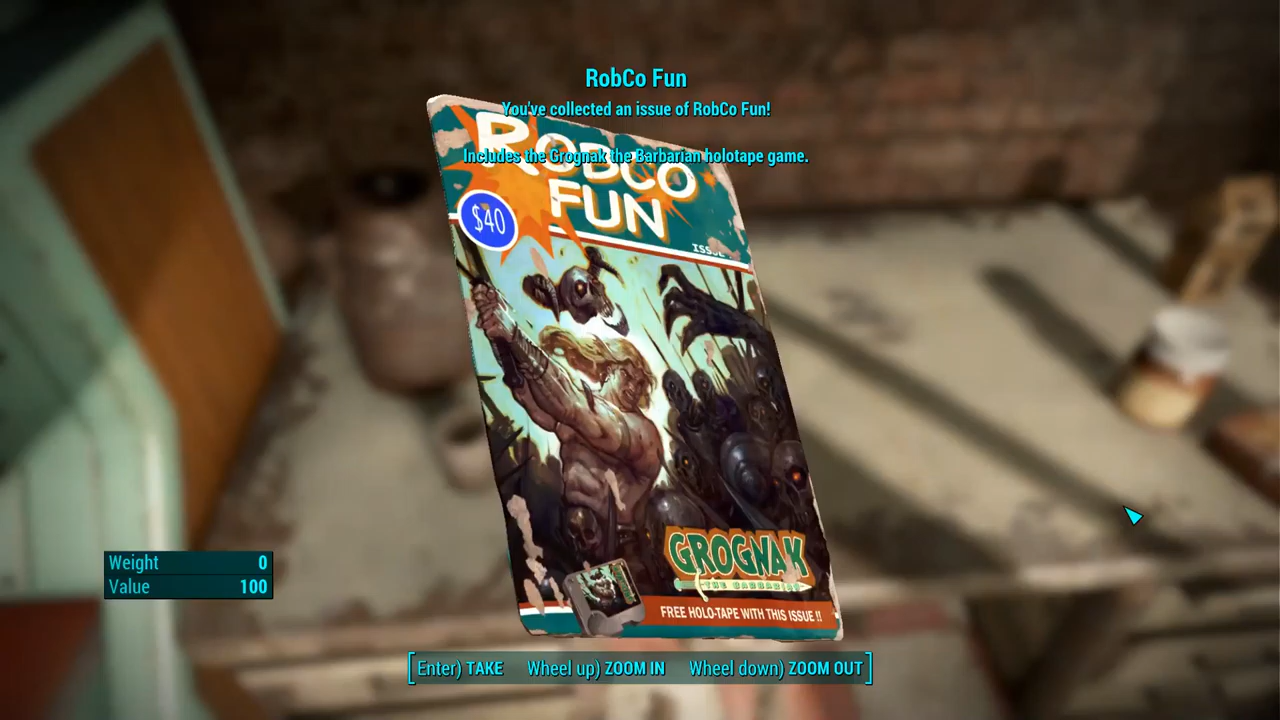 RobCo Fun
You've collected an issue of RobCo Fun!
Includes the Grognak the Barbarian holotape game.
ROBCO
FUN
$40
GROGNAK
THE BARBARIAN
FREE HOLO-TAPE WITH THIS ISSUE !!
Weight 0
Value 100
Enter) TAKE Wheel up) ZOOM IN Wheel down) ZOOM OUT